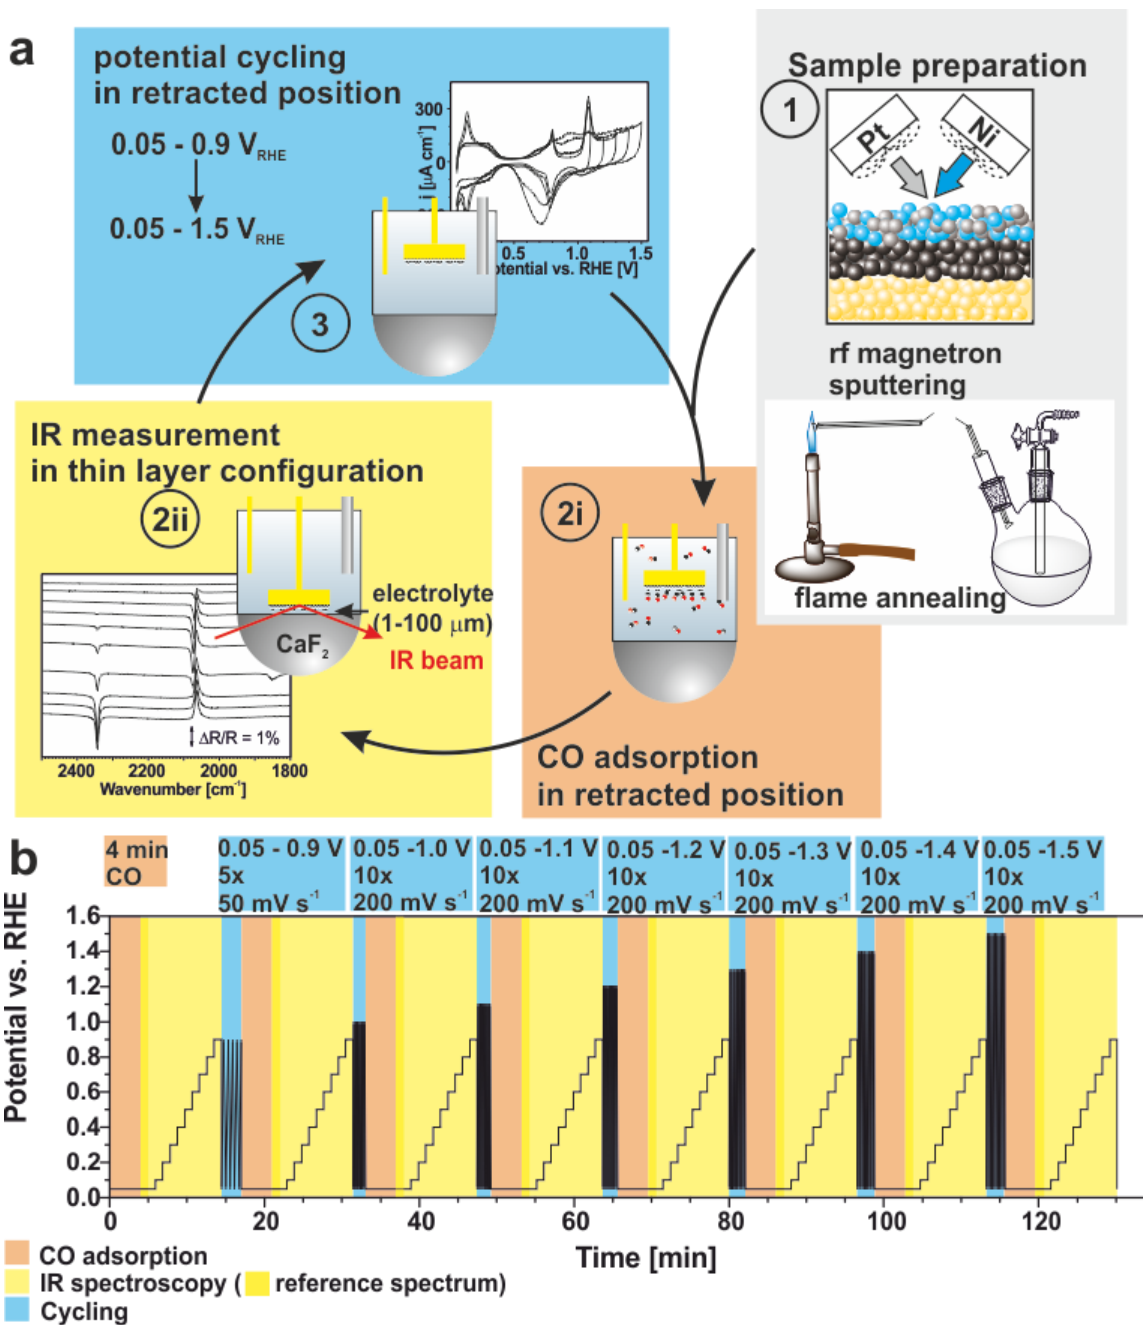 a
potential cycling
in retracted position
0.05 - 0.9 V_RHE
0.05 - 1.5 V_RHE
300
0
i [µA cm⁻¹]
0.5 1.0 1.5
otential vs. RHE [V]
3
Sample preparation
1
Pt
Ni
rf magnetron
sputtering
flame annealing
IR measurement
in thin layer configuration
2ii
electrolyte
(1-100 µm)
IR beam
CaF₂
ΔR/R = 1%
2400 2200 2000 1800
Wavenumber [cm⁻¹]
2i
CO adsorption
in retracted position
b
4 min
CO
0.05 - 0.9 V
5x
50 mV s⁻¹
0.05 -1.0 V
10x
200 mV s⁻¹
0.05 -1.1 V
10x
200 mV s⁻¹
0.05 -1.2 V
10x
200 mV s⁻¹
0.05 -1.3 V
10x
200 mV s⁻¹
0.05 -1.4 V
10x
200 mV s⁻¹
0.05 -1.5 V
10x
200 mV s⁻¹
Potential vs. RHE
1.6
1.4
1.2
1.0
0.8
0.6
0.4
0.2
0.0
0 20 40 60 80 100 120
Time [min]
CO adsorption
IR spectroscopy ( reference spectrum)
Cycling